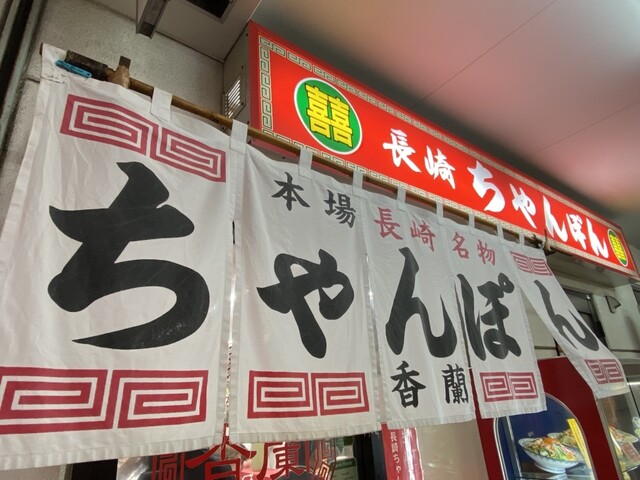 囍 長崎ちゃんぽん 囍
本場 長崎名物
ちゃんぽん
香蘭